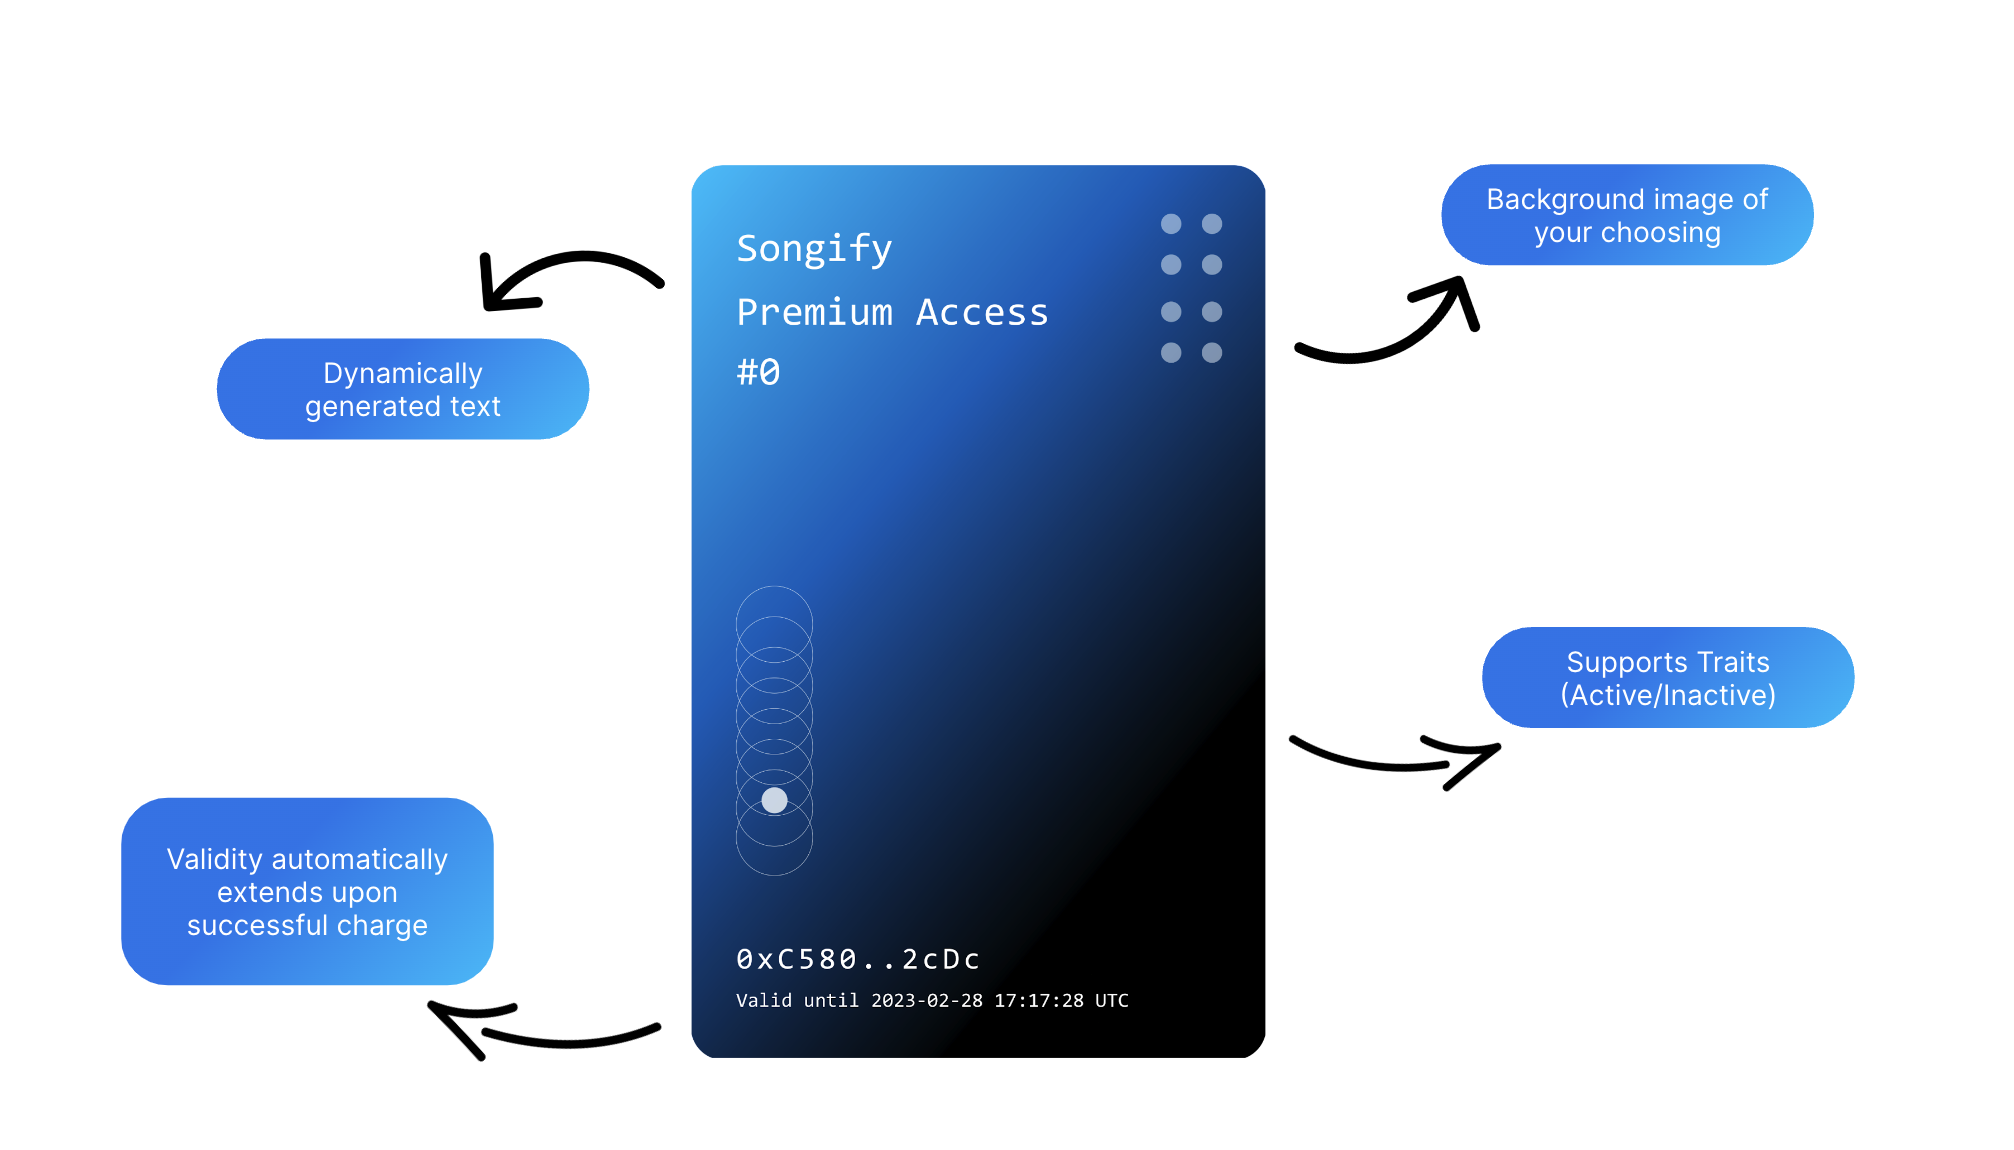 Songify
Premium Access
#0
0xC580..2cDc
Valid until 2023-02-28 17:17:28 UTC
Dynamically
generated text
Validity automatically
extends upon
successful charge
Background image of
your choosing
Supports Traits
(Active/Inactive)